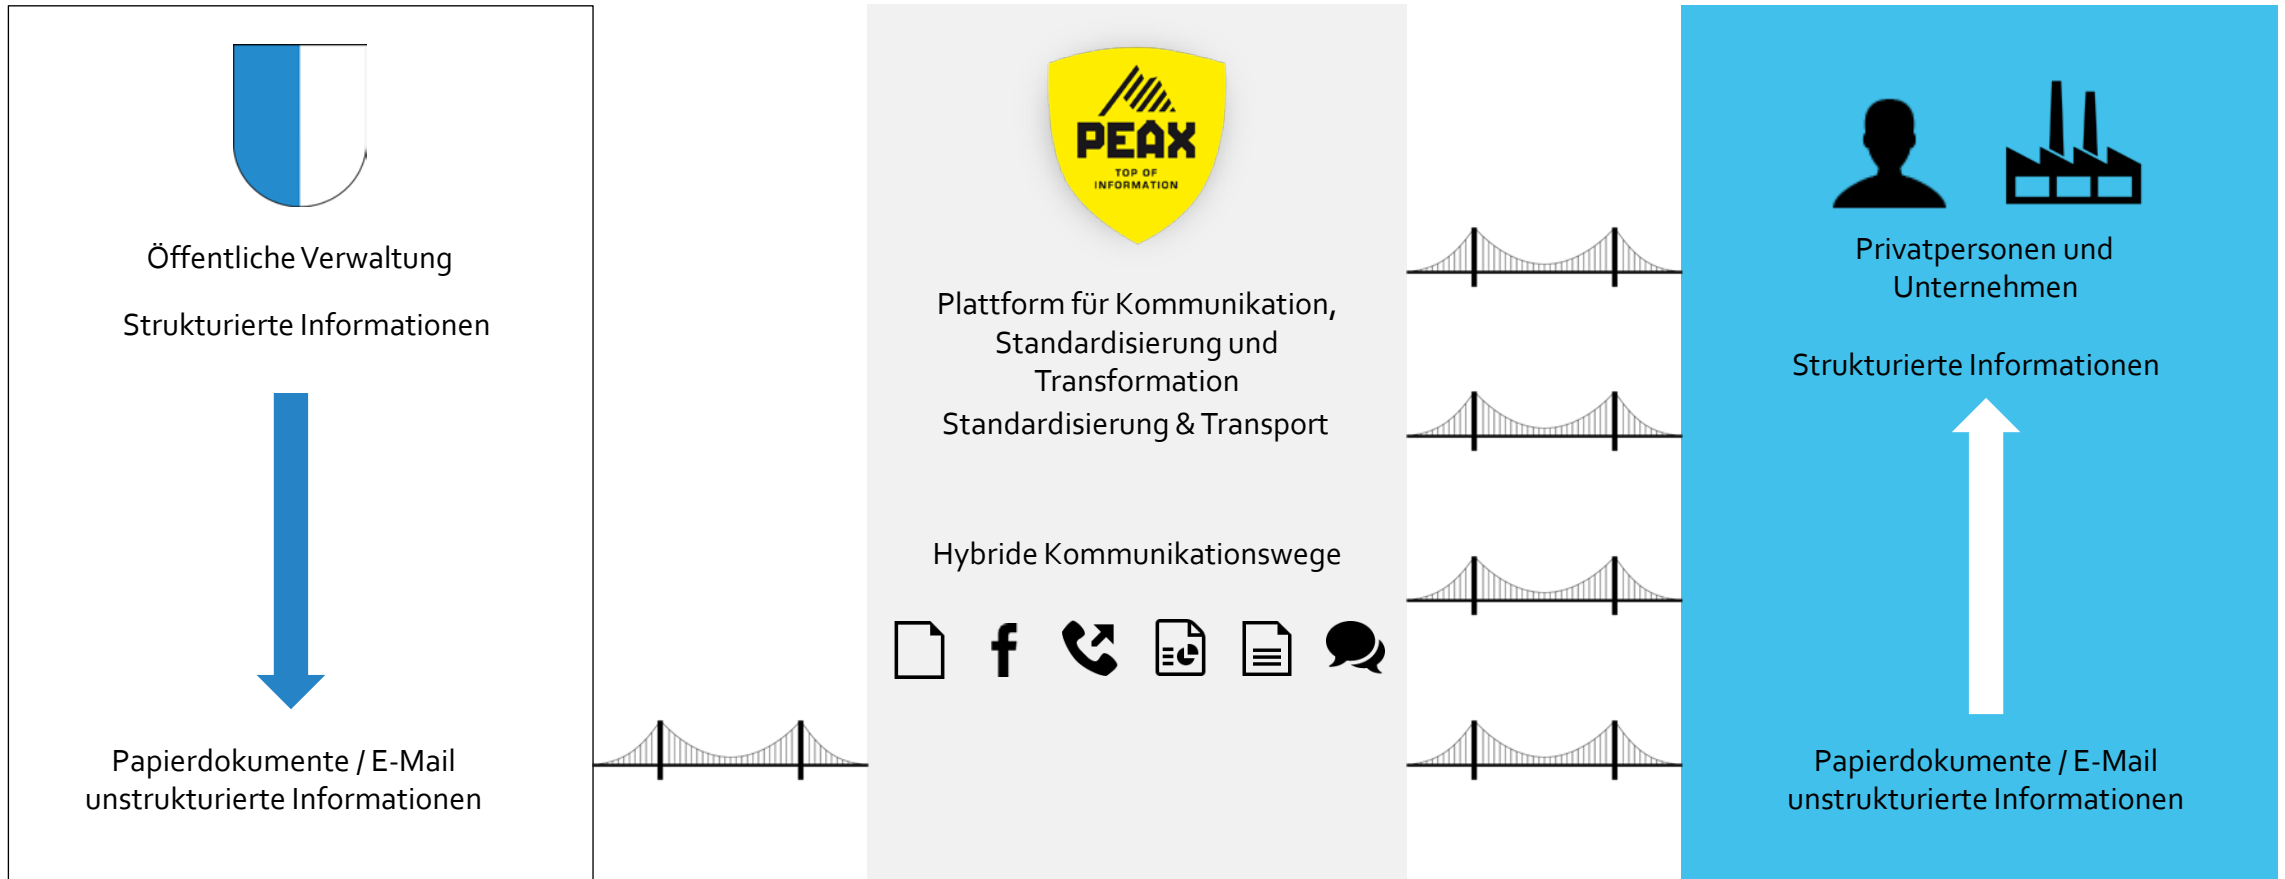 Öffentliche Verwaltung
Strukturierte Informationen
Papierdokumente / E-Mail
unstrukturierte Informationen
PEAX
TOP OF
INFORMATION
Plattform für Kommunikation,
Standardisierung und
Transformation
Standardisierung & Transport
Hybride Kommunikationswege
Privatpersonen und
Unternehmen
Strukturierte Informationen
Papierdokumente / E-Mail
unstrukturierte Informationen